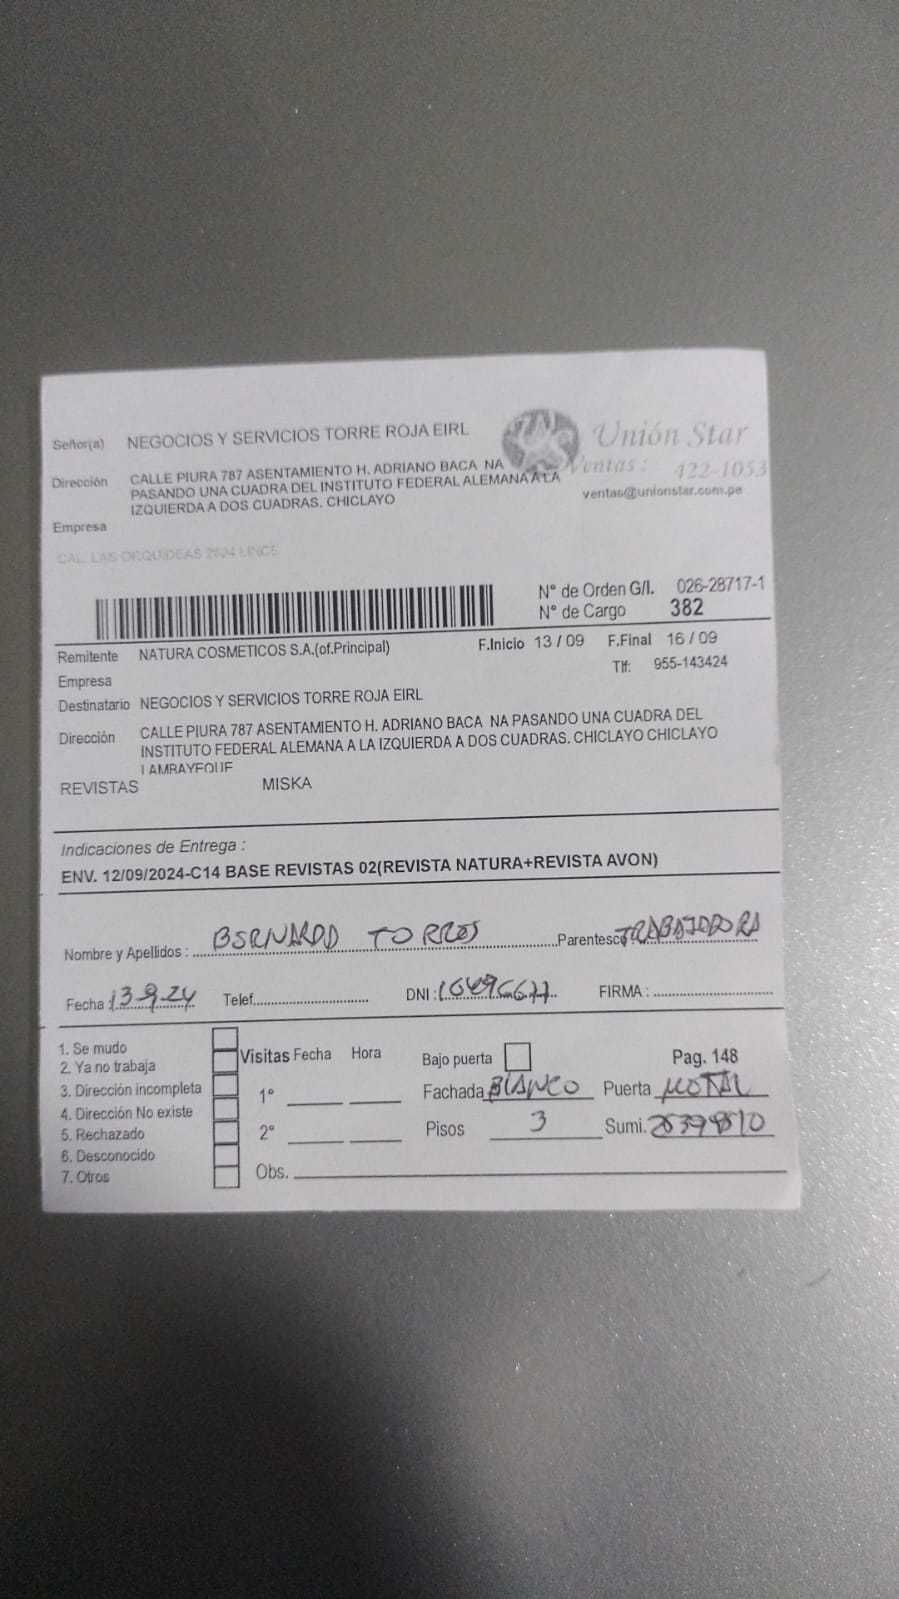 Señor(a) NEGOCIOS Y SERVICIOS TORRE ROJA EIRL
Unión Star
Ventas: 422-1053
ventas@unionstar.com.pe
Dirección CALLE PIURA 787 ASENTAMIENTO H. ADRIANO BACA NA
PASANDO UNA CUADRA DEL INSTITUTO FEDERAL ALEMANA A LA
IZQUIERDA A DOS CUADRAS. CHICLAYO
Empresa
CAL. LAS ORQUIDEAS 2634 LINCE
N° de Orden G/I. 026-28717-1
N° de Cargo 382
Remitente NATURA COSMETICOS S.A.(of.Principal) F.Inicio 13 / 09 F.Final 16 / 09
Empresa Tlf: 955-143424
Destinatario NEGOCIOS Y SERVICIOS TORRE ROJA EIRL
Dirección CALLE PIURA 787 ASENTAMIENTO H. ADRIANO BACA NA PASANDO UNA CUADRA DEL
INSTITUTO FEDERAL ALEMANA A LA IZQUIERDA A DOS CUADRAS. CHICLAYO CHICLAYO
LAMBAYEQUE
REVISTAS MISKA
Indicaciones de Entrega :
ENV. 12/09/2024-C14 BASE REVISTAS 02(REVISTA NATURA+REVISTA AVON)
Nombre y Apellidos : BERNARDO TORRES Parentesco TRABAJADORA
Fecha : 13-9-24 Telef. DNI : FIRMA :
1. Se mudo
2. Ya no trabaja
3. Dirección incompleta
4. Dirección No existe
5. Rechazado
6. Desconocido
7. Otros
Visitas Fecha Hora
1°
2°
Obs.
Bajo puerta Pag. 148
Fachada BLANCO Puerta METAL
Pisos 3 Sumi.